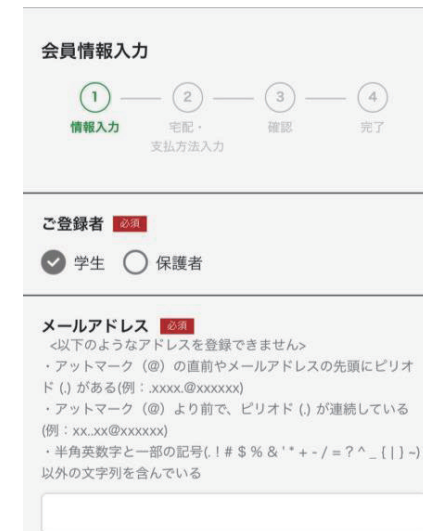 会員情報入力
1 2 3 4
情報入力 宅配・ 確認 完了
支払方法入力
ご登録者 必須
学生 保護者
メールアドレス 必須
<以下のようなアドレスを登録できません>
・アットマーク（@）の直前やメールアドレスの先頭にピリオ
ド (.) がある(例：.xxxx.@xxxxxx)
・アットマーク（@）より前で、ピリオド (.) が連続している
(例：xx..xx@xxxxxx)
・半角英数字と一部の記号(. ! # $ % & ' * + - / = ? ^ _ { | } ~)
以外の文字列を含んでいる